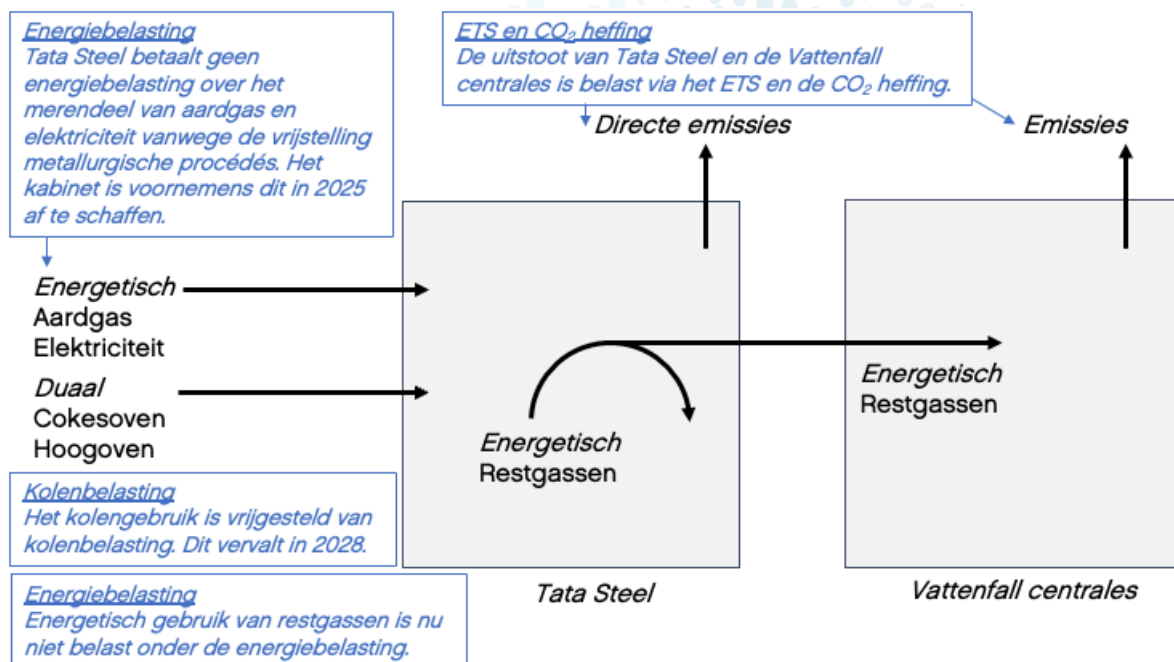 Energiebelasting
Tata Steel betaalt geen
energiebelasting over het
merendeel van aardgas en
elektriciteit vanwege de vrijstelling
metallurgische procédés. Het
kabinet is voornemens dit in 2025
af te schaffen.
ETS en CO₂ heffing
De uitstoot van Tata Steel en de Vattenfall
centrales is belast via het ETS en de CO₂ heffing.
Directe emissies
Emissies
Energetisch
Aardgas
Elektriciteit
Duaal
Cokesoven
Hoogoven
Energetisch
Restgassen
Energetisch
Restgassen
Kolenbelasting
Het kolengebruik is vrijgesteld van
kolenbelasting. Dit vervalt in 2028.
Energiebelasting
Energetisch gebruik van restgassen is nu
niet belast onder de energiebelasting.
Tata Steel
Vattenfall centrales